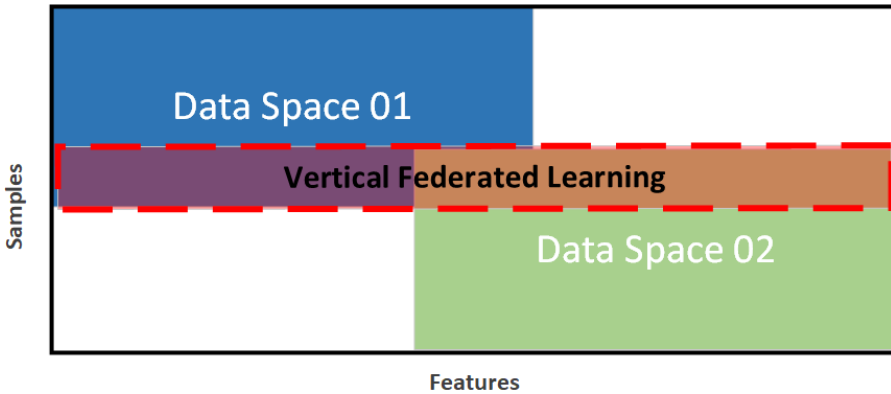 Data Space 01
Vertical Federated Learning
Samples
Data Space 02
Features